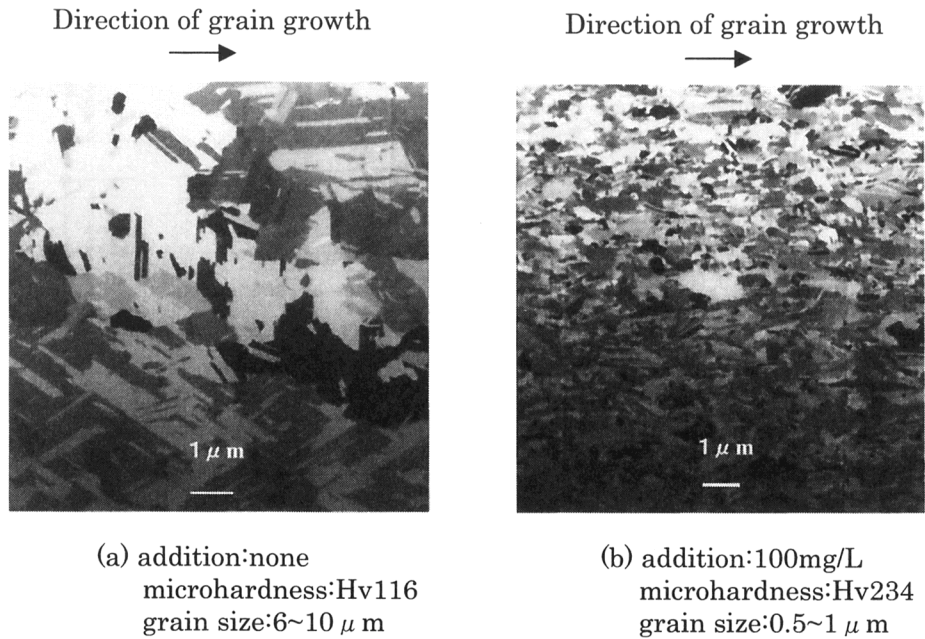 Direction of grain growth
1 μ m
(a) addition:none
microhardness:Hv116
grain size:6~10 μ m
Direction of grain growth
1 μ m
(b) addition:100mg/L
microhardness:Hv234
grain size:0.5~1 μ m